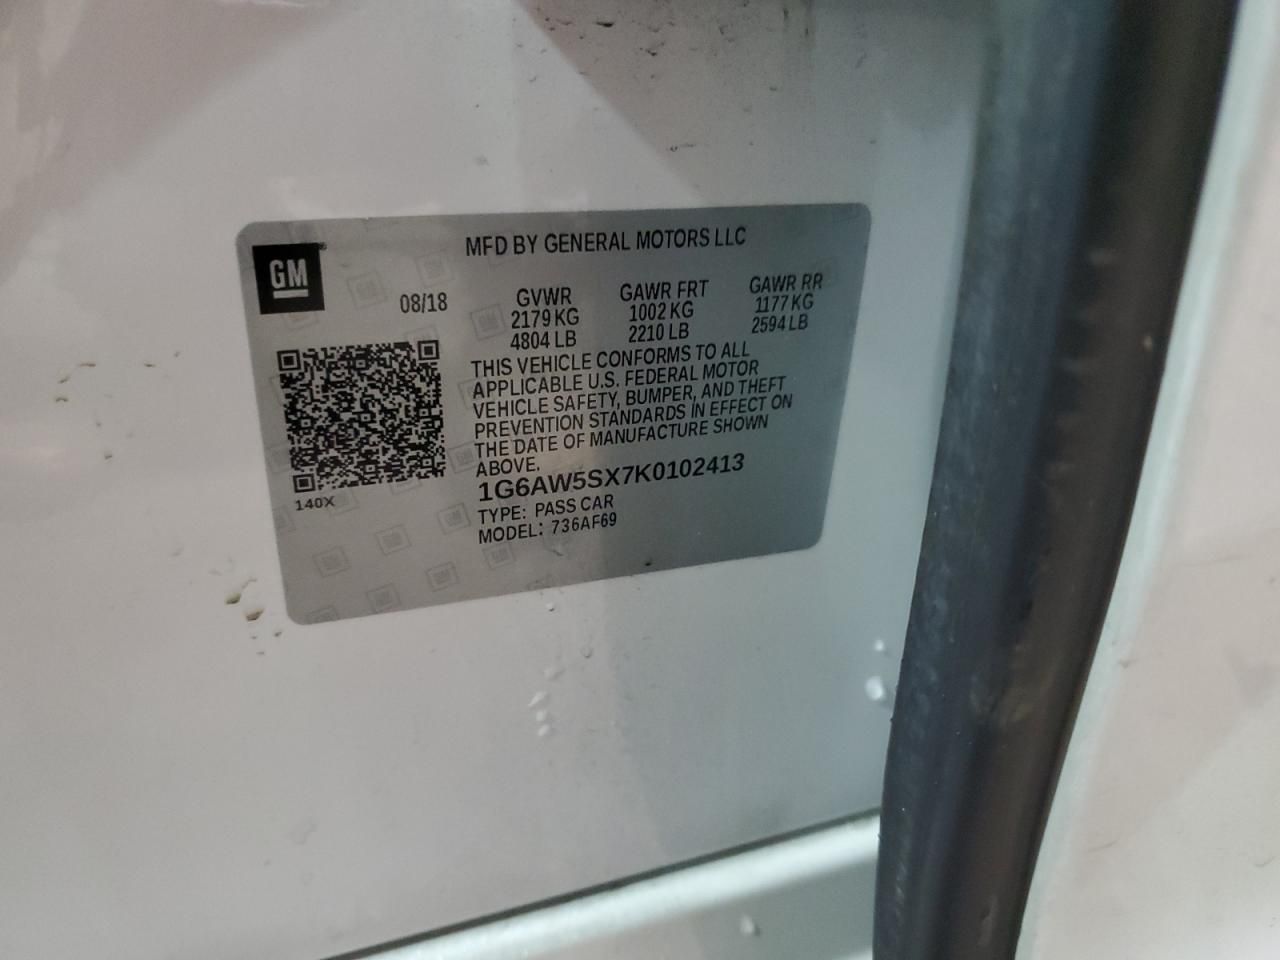 GM
MFD BY GENERAL MOTORS LLC
08/18
GVWR
2179 KG
4804 LB
GAWR FRT
1002 KG
2210 LB
GAWR RR
1177 KG
2594 LB
THIS VEHICLE CONFORMS TO ALL
APPLICABLE U.S. FEDERAL MOTOR
VEHICLE SAFETY, BUMPER, AND THEFT
PREVENTION STANDARDS IN EFFECT ON
THE DATE OF MANUFACTURE SHOWN
ABOVE.
1G6AW5SX7K0102413
TYPE: PASS CAR
MODEL: 736AF69
140X